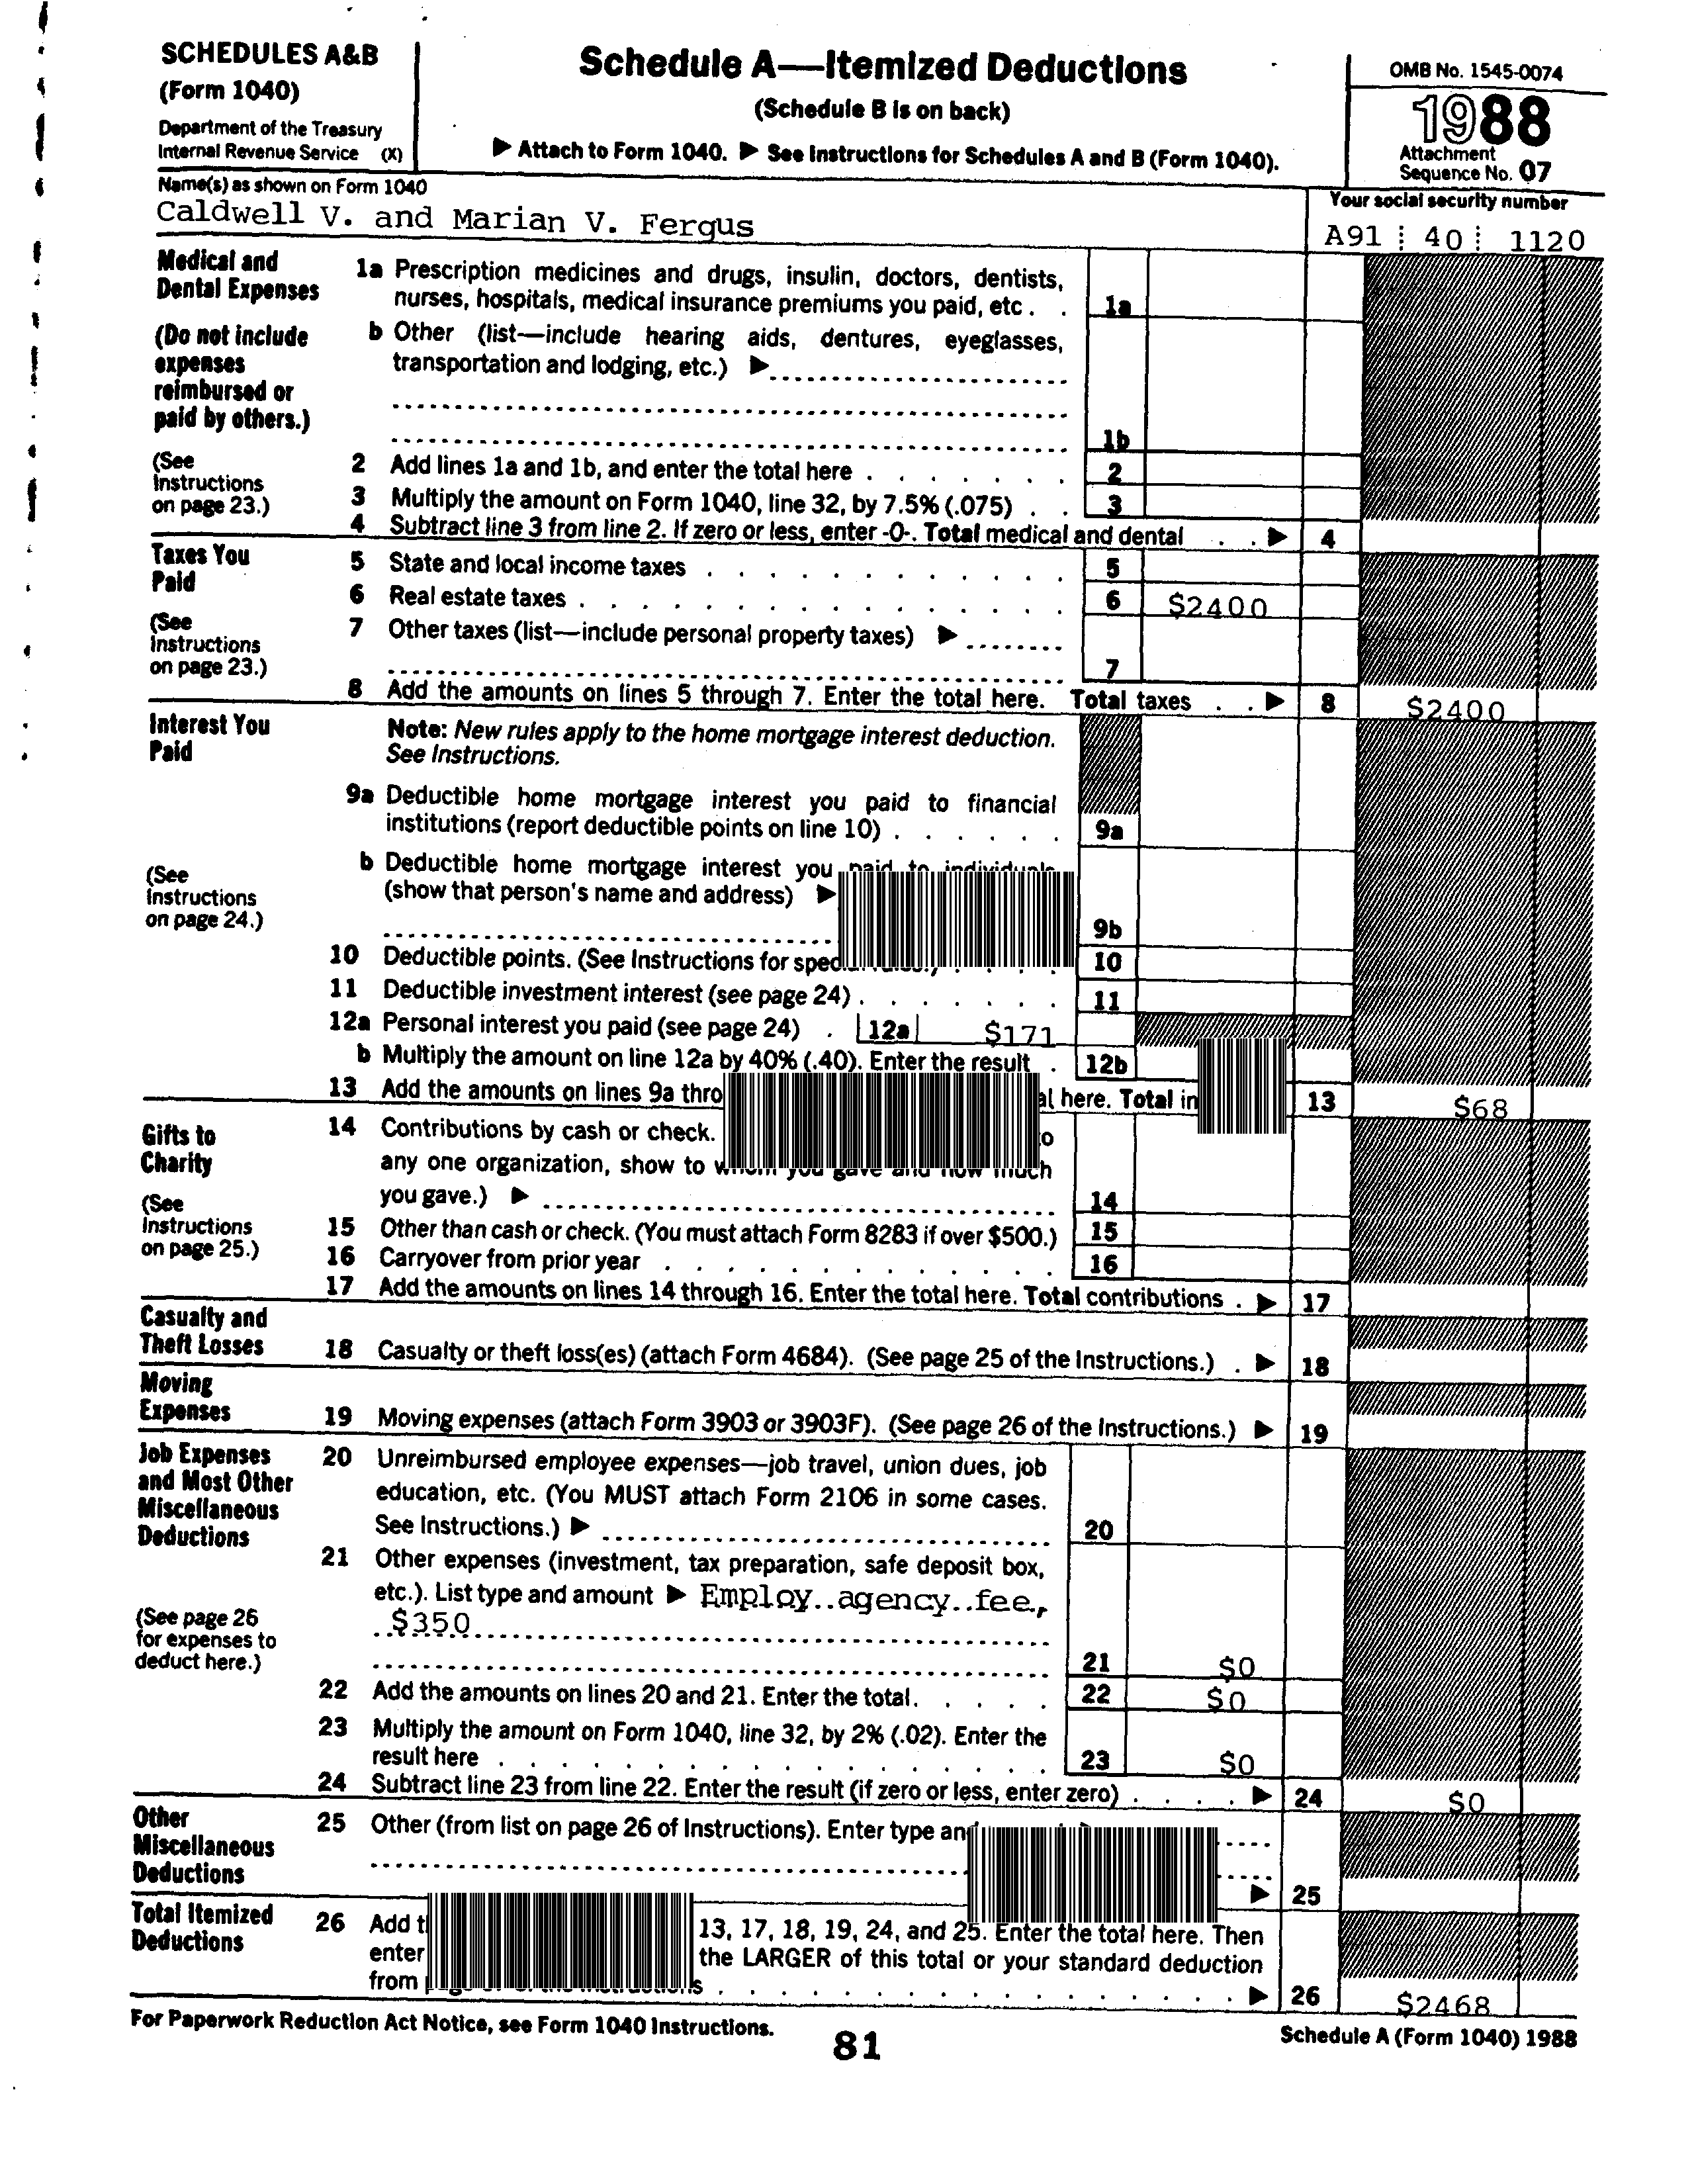 SCHEDULES A&B
(Form 1040)
Department of the Treasury
Internal Revenue Service (X)
Schedule A—Itemized Deductions
(Schedule B is on back)
▶ Attach to Form 1040. ▶ See Instructions for Schedules A and B (Form 1040).
OMB No. 1545-0074
1988
Attachment
Sequence No. 07
Name(s) as shown on Form 1040
Caldwell V. and Marian V. Fergus
Your social security number
A91 40 1120
Medical and
Dental Expenses
(Do not include
expenses
reimbursed or
paid by others.)
(See
Instructions
on page 23.)
1a Prescription medicines and drugs, insulin, doctors, dentists,
nurses, hospitals, medical insurance premiums you paid, etc . . 1a
b Other (list—include hearing aids, dentures, eyeglasses,
transportation and lodging, etc.) ▶
1b
2 Add lines 1a and 1b, and enter the total here . . . . . . . 2
3 Multiply the amount on Form 1040, line 32, by 7.5% (.075) . . 3
4 Subtract line 3 from line 2. If zero or less, enter -0-. Total medical and dental . . ▶ 4
Taxes You
Paid
(See
Instructions
on page 23.)
5 State and local income taxes . . . . . . . . . . . . 5
6 Real estate taxes . . . . . . . . . . . . . . . . 6 $2400
7 Other taxes (list—include personal property taxes) ▶
7
8 Add the amounts on lines 5 through 7. Enter the total here. Total taxes . . ▶ 8 $2400
Interest You
Paid
(See
Instructions
on page 24.)
Note: New rules apply to the home mortgage interest deduction.
See Instructions.
9a Deductible home mortgage interest you paid to financial
institutions (report deductible points on line 10) . . . . . . 9a
b Deductible home mortgage interest you paid to individuals
(show that person's name and address) ▶
9b
10 Deductible points. (See Instructions for 10
11 Deductible investment interest (see page 24) . . . . . . . 11
12a Personal interest you paid (see page 24) . 12a $171
b Multiply the amount on line 12a by 40% (.40). Enter the result . 12b
13 Add the amounts on lines 9a here. Total 13 $68
Gifts to
Charity
(See
Instructions
on page 25.)
14 Contributions by cash or check.
any one organization, show to whom you gave and how much
you gave.) ▶ 14
15 Other than cash or check. (You must attach Form 8283 if over $500.) 15
16 Carryover from prior year . . . . . . . . . . . . . 16
17 Add the amounts on lines 14 through 16. Enter the total here. Total contributions . ▶ 17
Casualty and
Theft Losses
18 Casualty or theft loss(es) (attach Form 4684). (See page 25 of the Instructions.) . ▶ 18
Moving
Expenses
19 Moving expenses (attach Form 3903 or 3903F). (See page 26 of the Instructions.) ▶ 19
Job Expenses
and Most Other
Miscellaneous
Deductions
(See page 26
for expenses to
deduct here.)
20 Unreimbursed employee expenses—job travel, union dues, job
education, etc. (You MUST attach Form 2106 in some cases.
See Instructions.) ▶ 20
21 Other expenses (investment, tax preparation, safe deposit box,
etc.). List type and amount ▶ Employ..agency..fee.,
$350
21 $0
22 Add the amounts on lines 20 and 21. Enter the total. . . . . . 22 $0
23 Multiply the amount on Form 1040, line 32, by 2% (.02). Enter the
result here . . . . . . . . . . . . . . . . . . 23 $0
24 Subtract line 23 from line 22. Enter the result (if zero or less, enter zero) . . . . ▶ 24 $0
Other
Miscellaneous
Deductions
25 Other (from list on page 26 of Instructions). Enter type
▶ 25
Total Itemized
Deductions
26 Add 13, 17, 18, 19, 24, and 25. Enter the total here. Then
enter the LARGER of this total or your standard deduction
from . . . . . . . . . . . . . . . . ▶ 26 $2468
For Paperwork Reduction Act Notice, see Form 1040 Instructions.
81
Schedule A (Form 1040) 1988